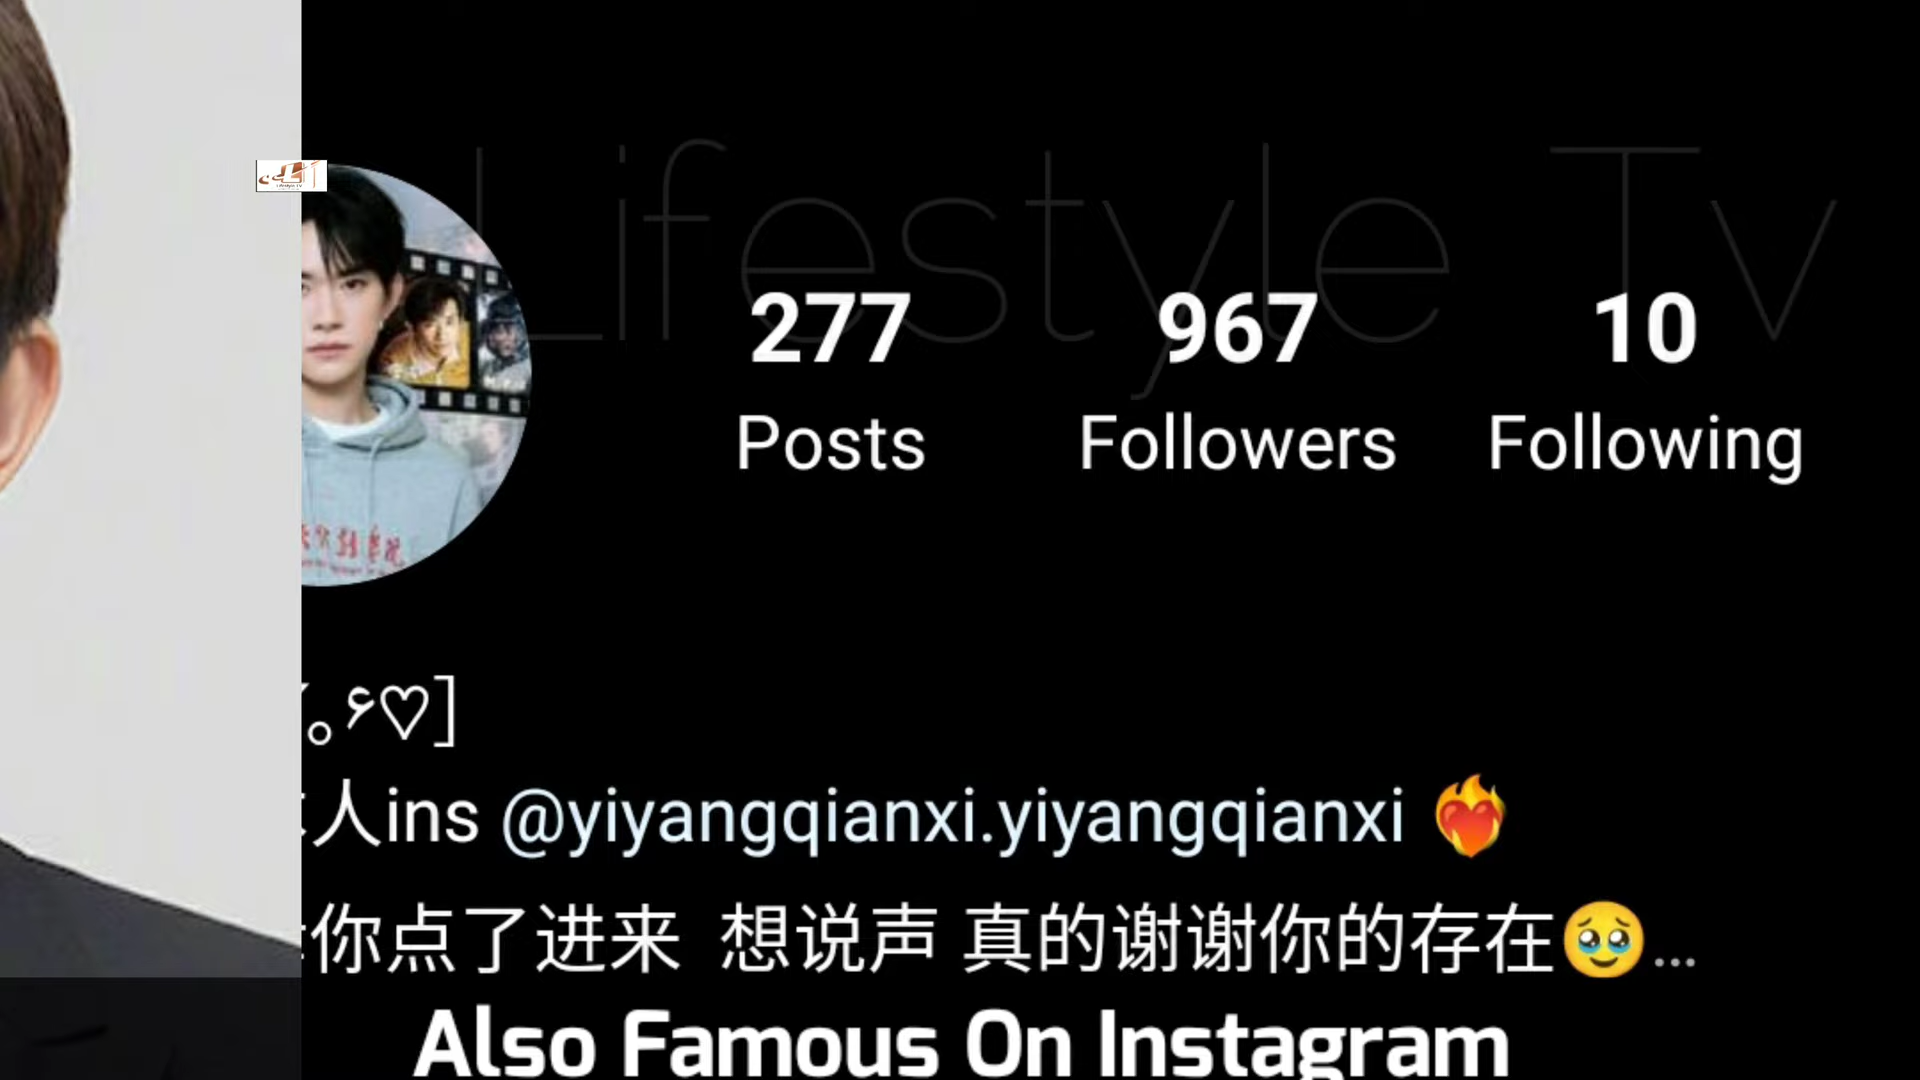 Lifestyle Tv
277 967 10
Posts Followers Following
｡۶♡]
人ins @yiyangqianxi.yiyangqianxi ❤️‍🔥
你点了进来 想说声 真的谢谢你的存在🥹...
Also Famous On Instagram